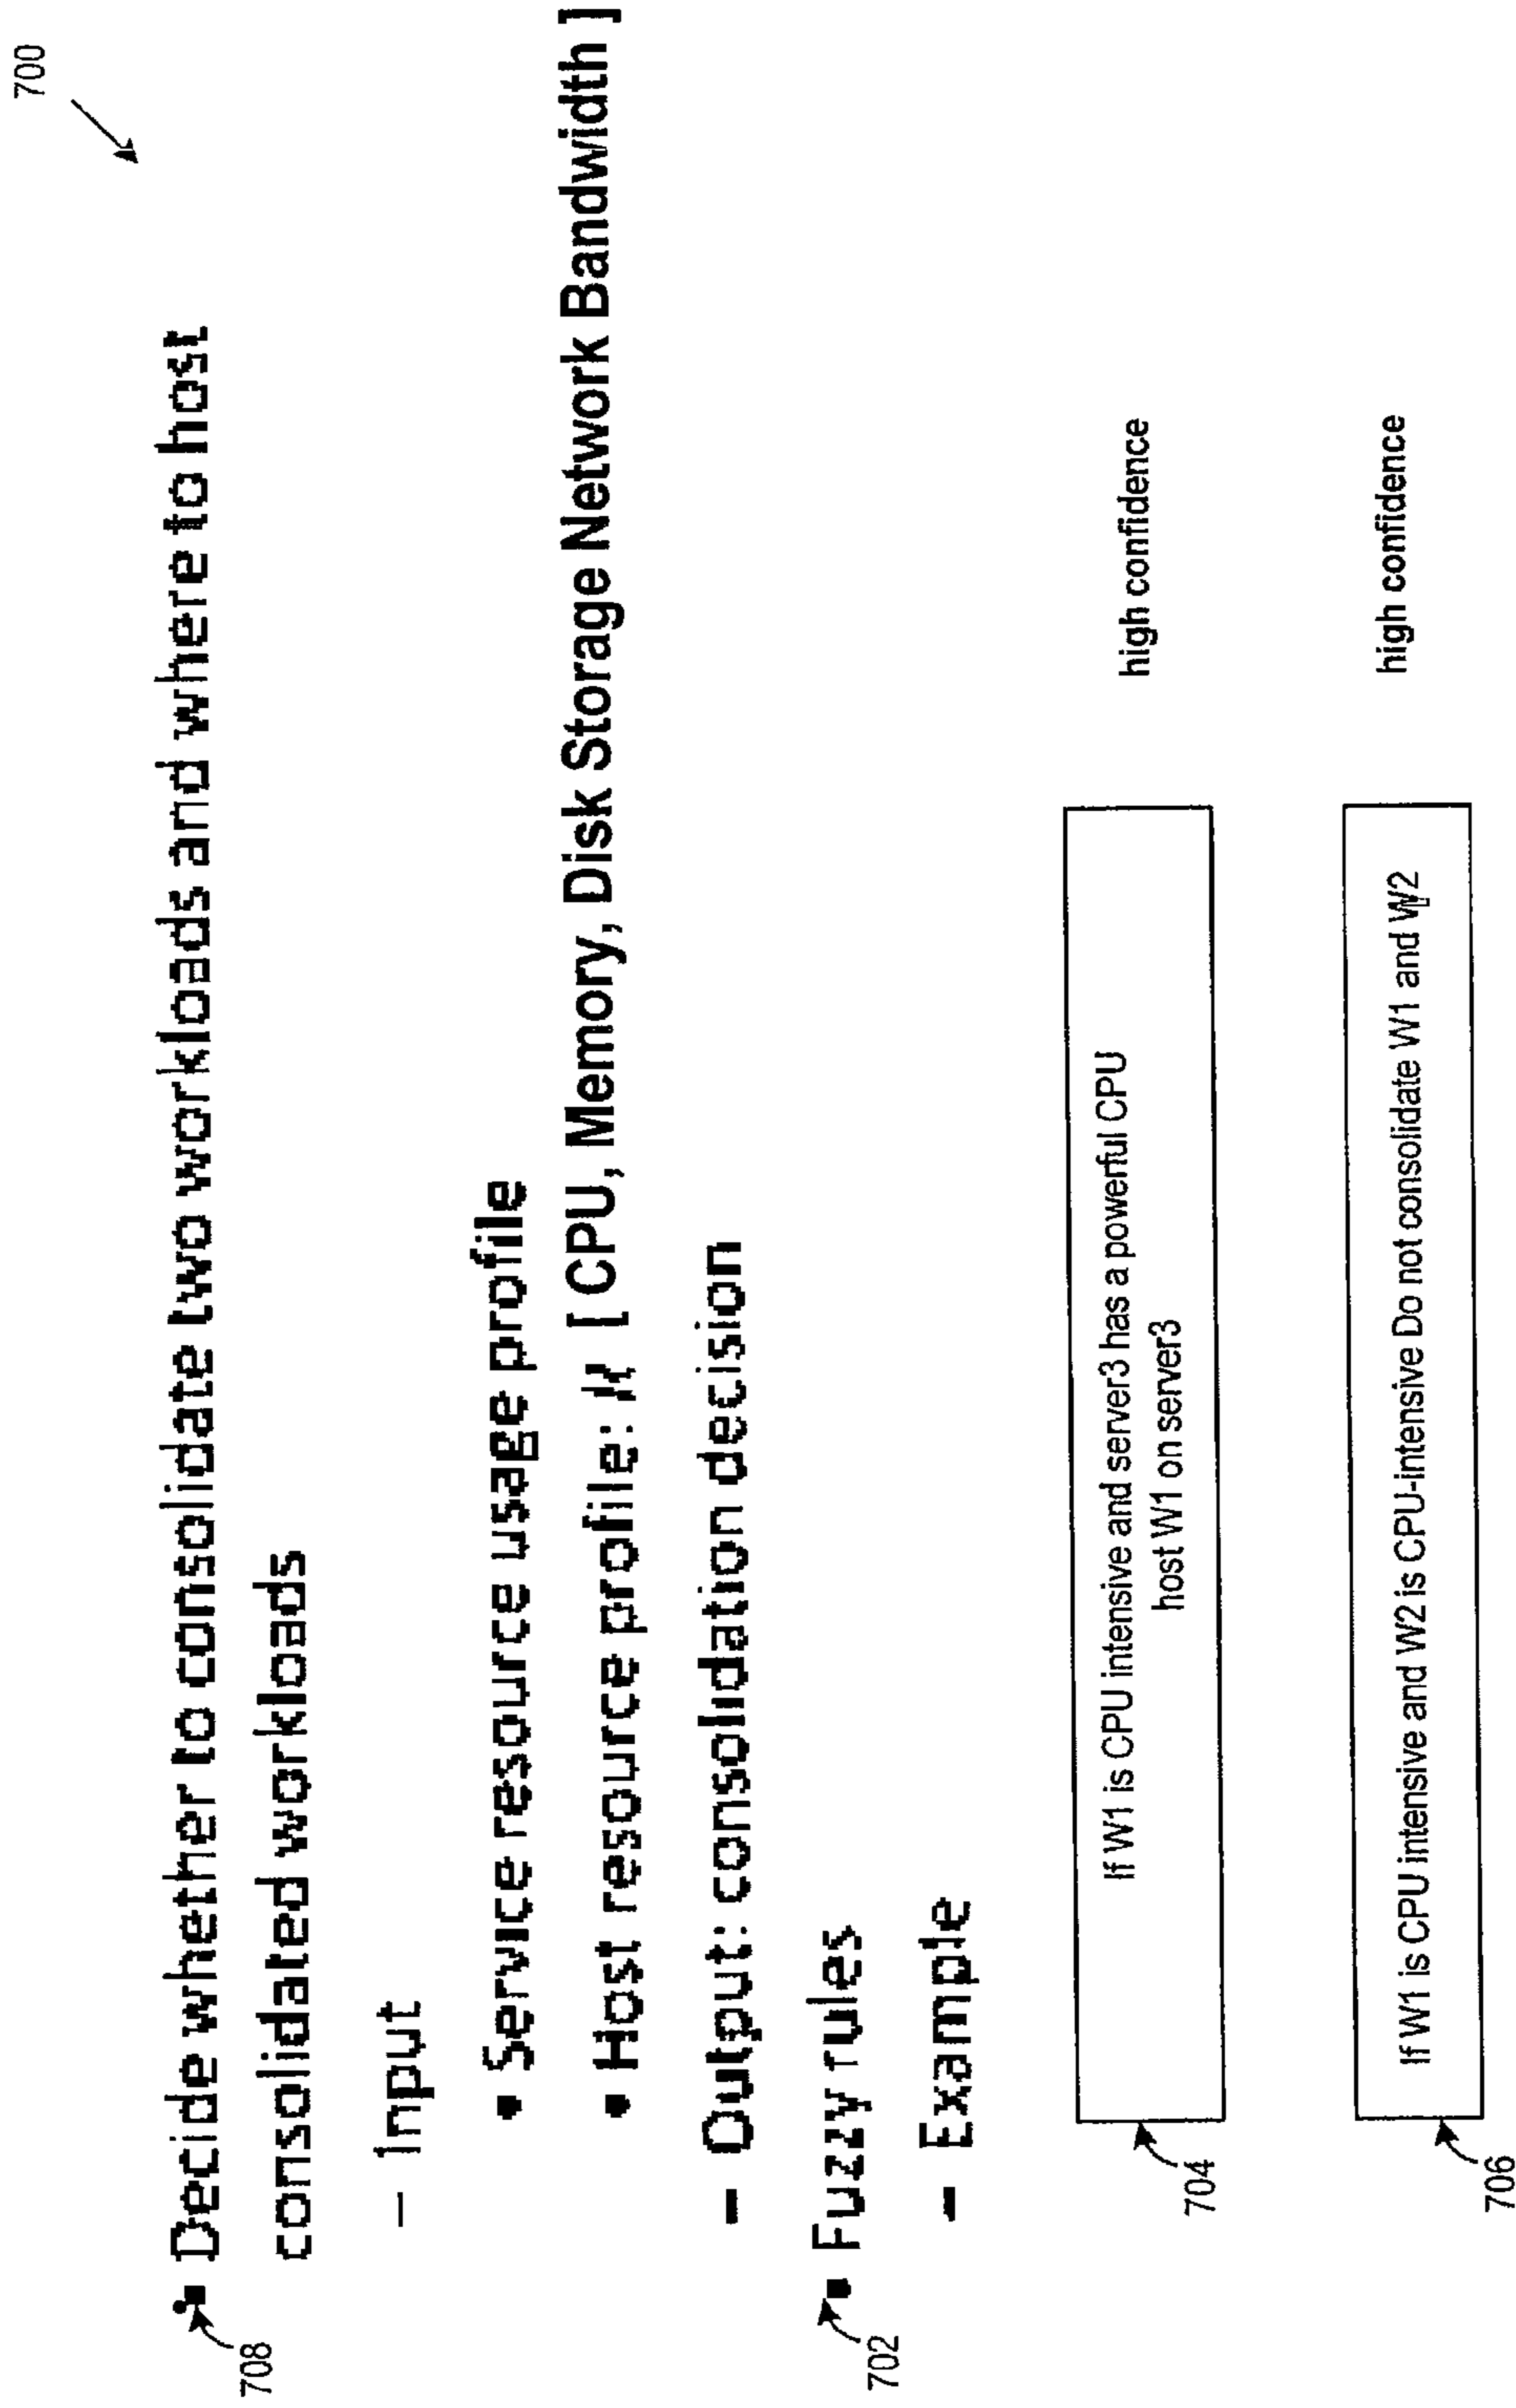 700
708
• Decide whether to consolidate two workloads and where to host
consolidated workloads
– Input
• Service resource usage profile
• Host resource profile: [ CPU, Memory, Disk Storage Network Bandwidth ]
– Output: consolidation decision
702
• Fuzzy rules
– Example
704
If W1 is CPU intensive and server3 has a powerful CPU
host W1 on server3
high confidence
706
If W1 is CPU intensive and W2 is CPU-intensive Do not consolidate W1 and W2
high confidence